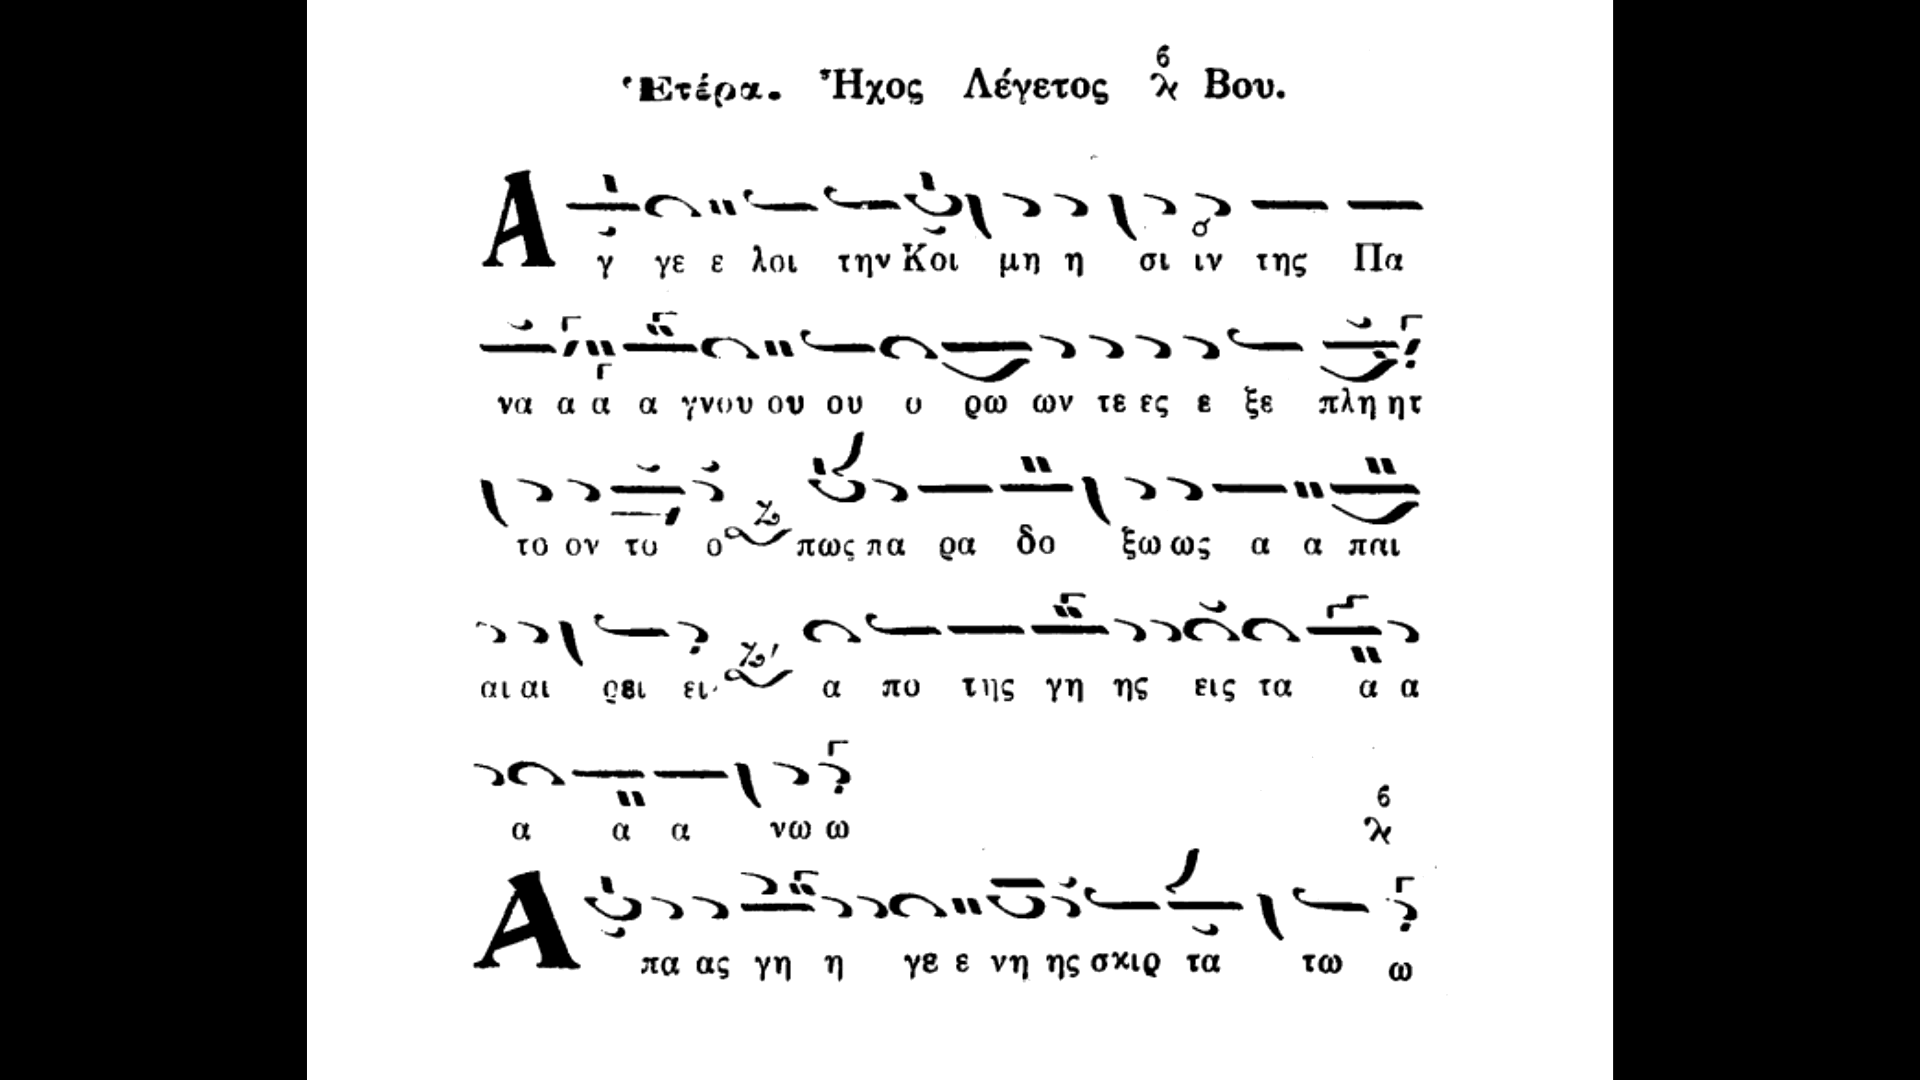 Ἑτέρα. Ἦχος Λέγετος Βου.
Α γ γε ε λοι την Κοι μη η σι ιν της Πα
να α α α γνου ου ου ο ρω ων τε ες ε ξε πλη ητ
το ον το ο πως πα ρα δο ξω ως α α παι
αι αι ρει ει· α πο της γη ης εις τα α α
α α α νω ω
Α πα ας γη η γε ε νη ης σκιρ τα τω ω